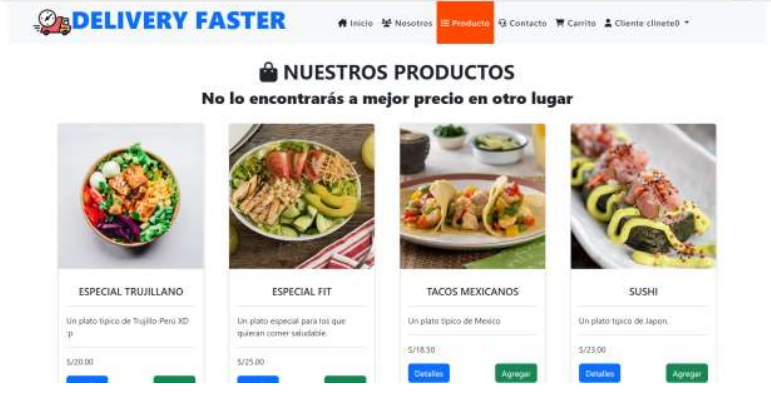 DELIVERY FASTER
Inicio Nosotros Producto Contacto Carrito Cliente clinete0
NUESTROS PRODUCTOS
No lo encontrarás a mejor precio en otro lugar
ESPECIAL TRUJILLANO
Un plato tipico de Trujillo-Perú XD
:p
S/20.00
ESPECIAL FIT
Un plato especial para los que
quieran comer saludable.
S/25.00
TACOS MEXICANOS
Un plato tipico de Mexico
S/18.50
Detalles Agregar
SUSHI
Un plato tipico de Japon.
S/23.00
Detalles Agregar